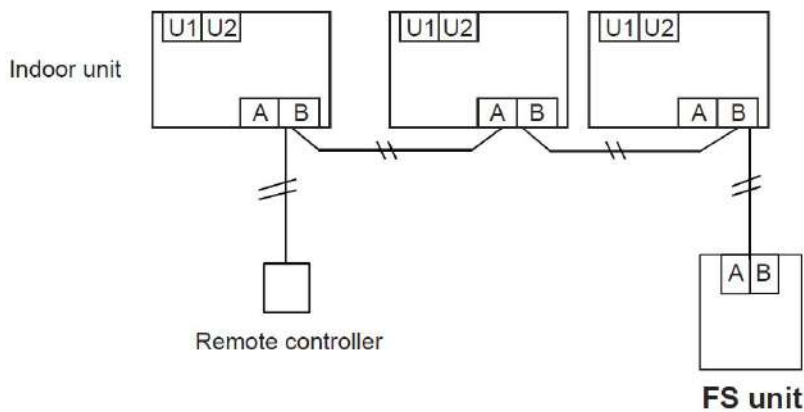 U1 U2 U1 U2 U1 U2
Indoor unit
A B A B A B
A B
Remote controller
FS unit